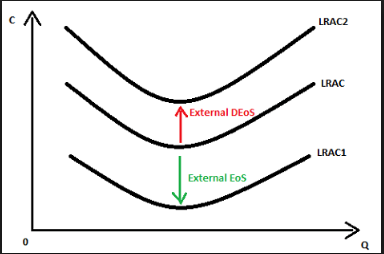 C
LRAC2
External DEoS
LRAC
LRAC1
External EoS
0
Q